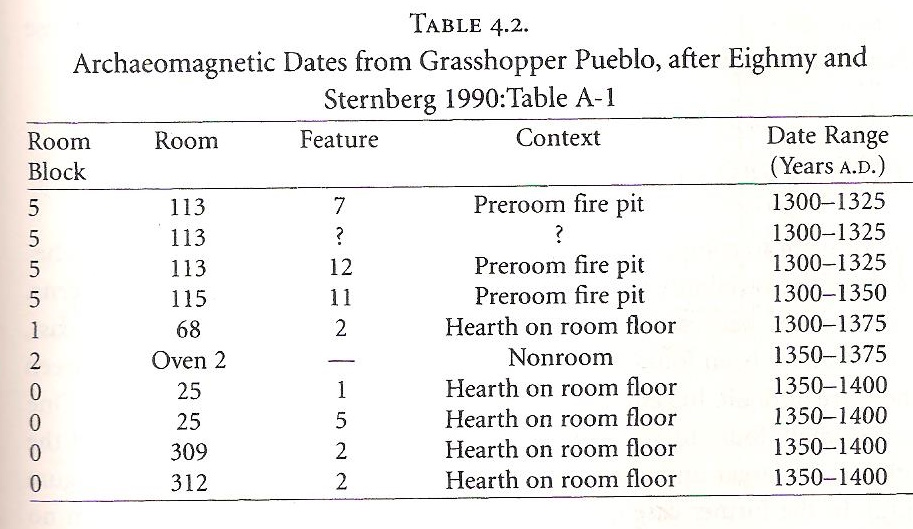 TABLE 4.2.
Archaeomagnetic Dates from Grasshopper Pueblo, after Eighmy and
Sternberg 1990:Table A-1
Room Room Feature Context Date Range
Block (Years A.D.)
5 113 7 Preroom fire pit 1300–1325
5 113 ? ? 1300–1325
5 113 12 Preroom fire pit 1300–1325
5 115 11 Preroom fire pit 1300–1350
1 68 2 Hearth on room floor 1300–1375
2 Oven 2 — Nonroom 1350–1375
0 25 1 Hearth on room floor 1350–1400
0 25 5 Hearth on room floor 1350–1400
0 309 2 Hearth on room floor 1350–1400
0 312 2 Hearth on room floor 1350–1400